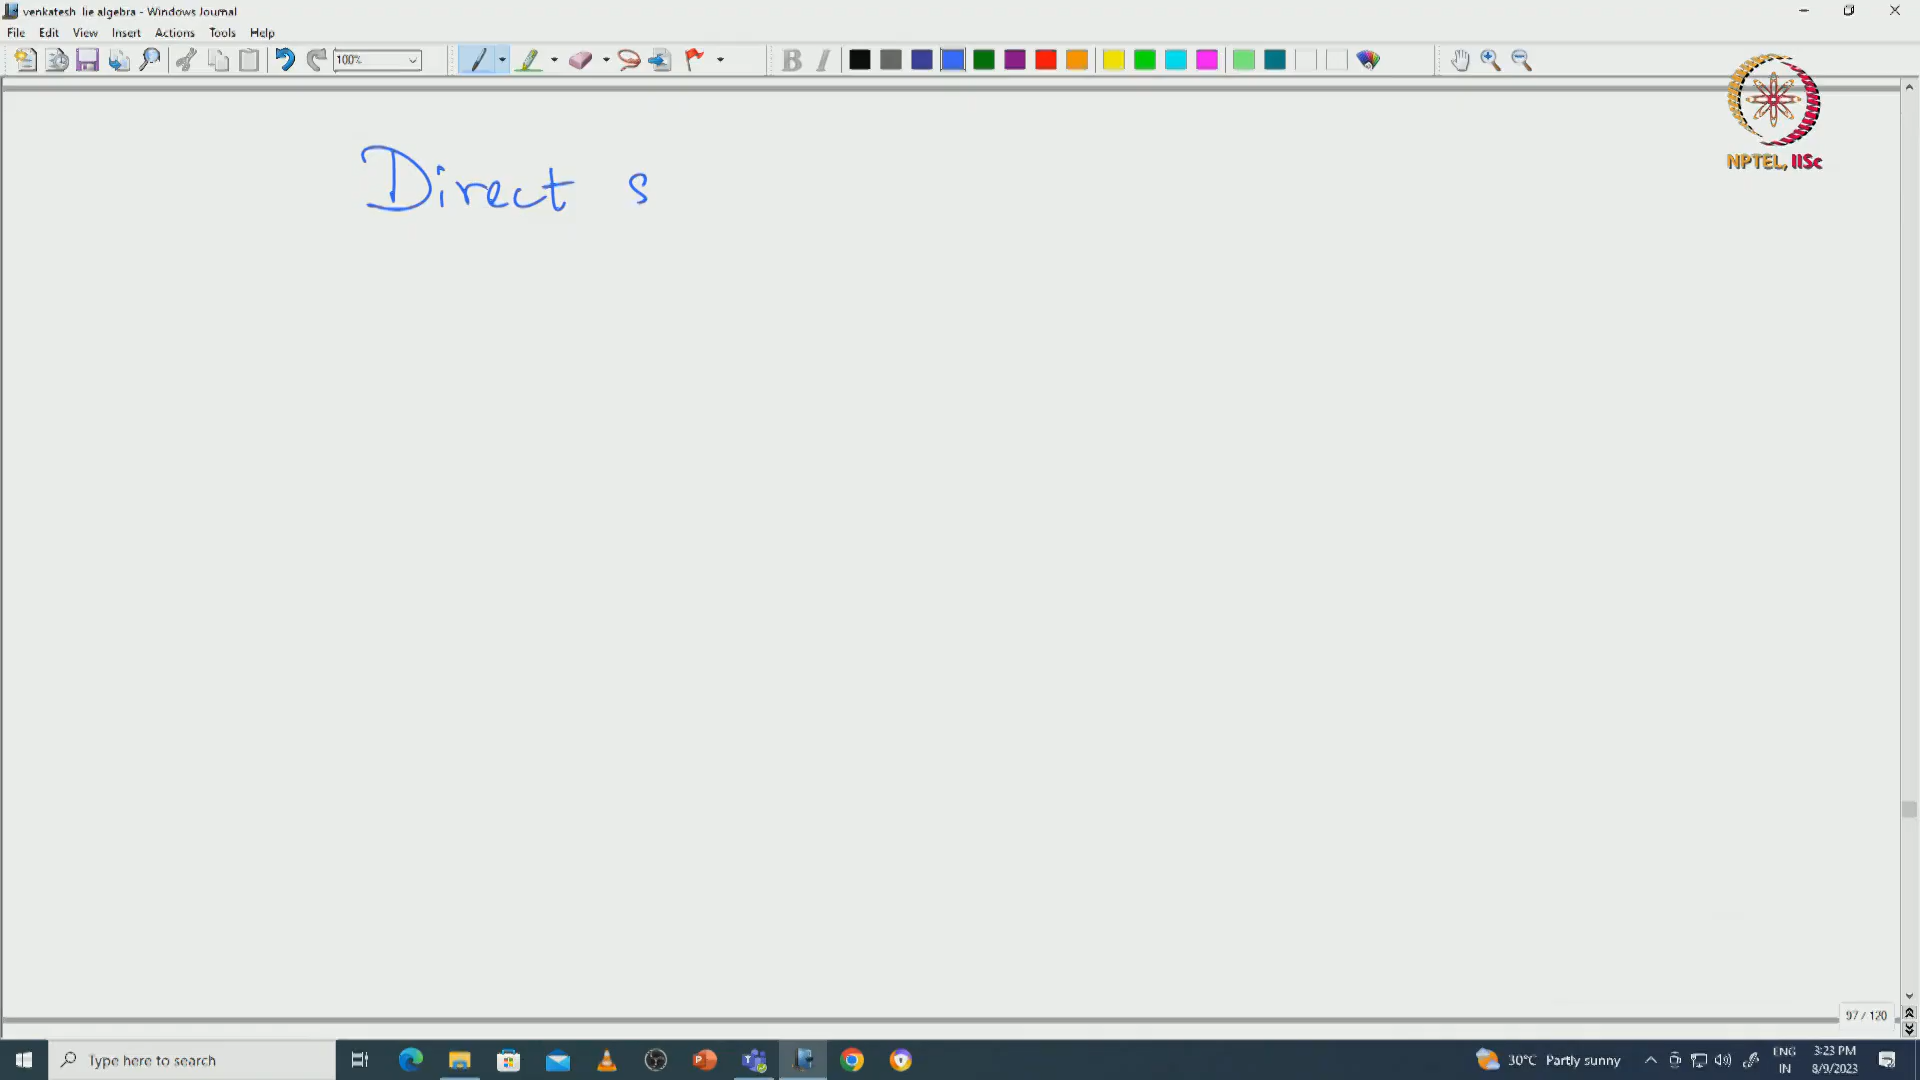 venkatesh lie algebra - Windows Journal
File Edit View Insert Actions Tools Help
100%
B I
NPTEL, IISc
Direct s
97 / 120
Type here to search
30°C Partly sunny
ENG
IN
3:23 PM
8/9/2023